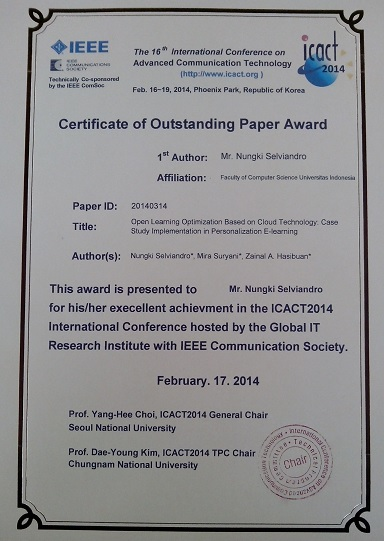 IEEE
IEEE
COMMUNICATIONS
SOCIETY
Technically Co-sponsored
by the IEEE ComSoc
The 16th International Conference on
Advanced Communication Technology
(http://www.icact.org )
Feb. 16~19, 2014, Phoenix Park, Republic of Korea
icact
2014
Certificate of Outstanding Paper Award
1st Author: Mr. Nungki Selviandro
Affiliation: Faculty of Computer Science Universitas Indonesia
Paper ID: 20140314
Title: Open Learning Optimization Based on Cloud Technology: Case
Study Implementation in Personalization E-learning
Author(s): Nungki Selviandro*, Mira Suryani*, Zainal A. Hasibuan*
This award is presented to Mr. Nungki Selviandro
for his/her execellent achievment in the ICACT2014
International Conference hosted by the Global IT
Research Institute with IEEE Communication Society.
February. 17. 2014
Prof. Yang-Hee Choi, ICACT2014 General Chair
Seoul National University
Prof. Dae-Young Kim, ICACT2014 TPC Chair
Chungnam National University
Chair